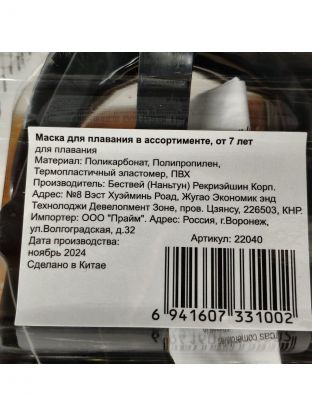 Маска для плавания в ассортименте, от 7 лет
для плавания
Материал: Поликарбонат, Полипропилен,
Термопластичный эластомер, ПВХ
Производитель: Бествей (Наньтун) Рекриэйшин Корп.
Адрес: №8 Вэст Хуэйминь Роад, Жугао Экономик энд
Технолоджи Девелопмент Зоне, пров. Цзянсу, 226503, КНР.
Импортер: ООО "Прайм". Адрес: Россия, г.Воронеж,
ул.Волгоградская, д.32
Дата производства:
ноябрь 2024
Сделано в Китае
Артикул: 22040
6 941607 331002